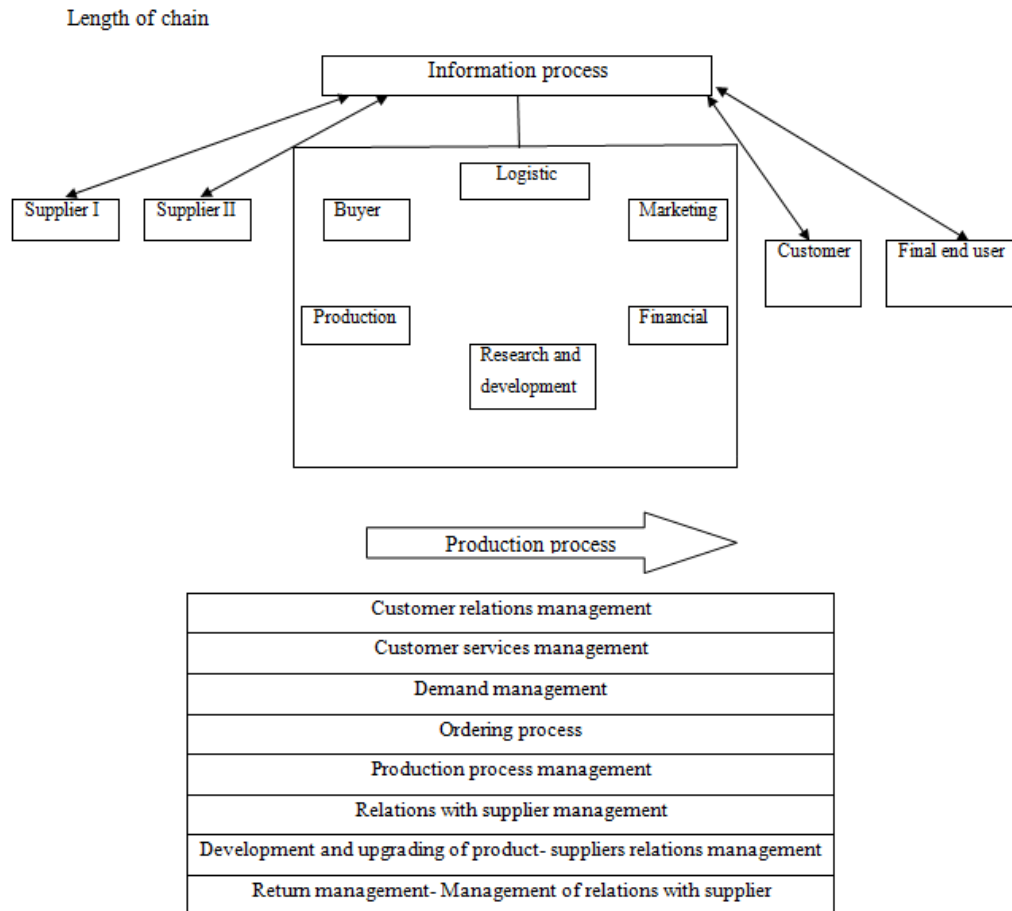 Length of chain
Information process
Logistic
Supplier I
Supplier II
Buyer
Marketing
Customer
Final end user
Production
Financial
Research and
development
Production process
Customer relations management
Customer services management
Demand management
Ordering process
Production process management
Relations with supplier management
Development and upgrading of product- suppliers relations management
Return management- Management of relations with supplier